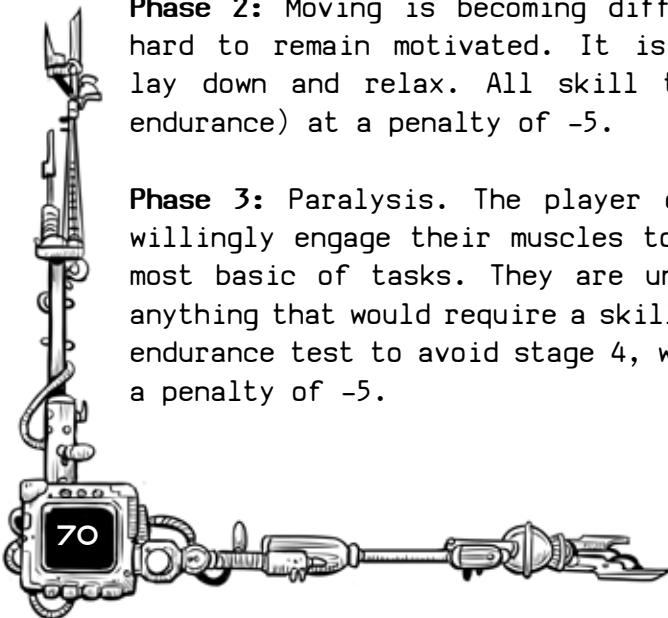 Phase 2: Moving is becoming diff
hard to remain motivated. It is
lay down and relax. All skill t
endurance) at a penalty of -5.
Phase 3: Paralysis. The player c
willingly engage their muscles to
most basic of tasks. They are un
anything that would require a skil
endurance test to avoid stage 4, w
a penalty of -5.
70